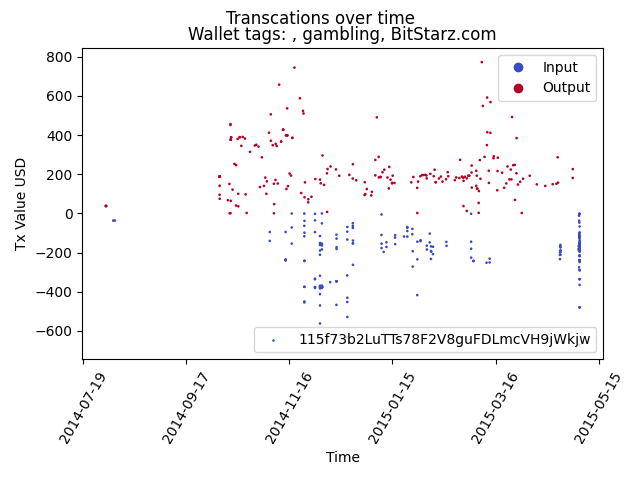 Transcations over time
Wallet tags: , gambling, BitStarz.com
Input
Output
Tx Value USD
800
600
400
200
0
−200
−400
−600
115f73b2LuTTs78F2V8guFDLmcVH9jWkjw
2014-07-19
2014-09-17
2014-11-16
2015-01-15
2015-03-16
2015-05-15
Time